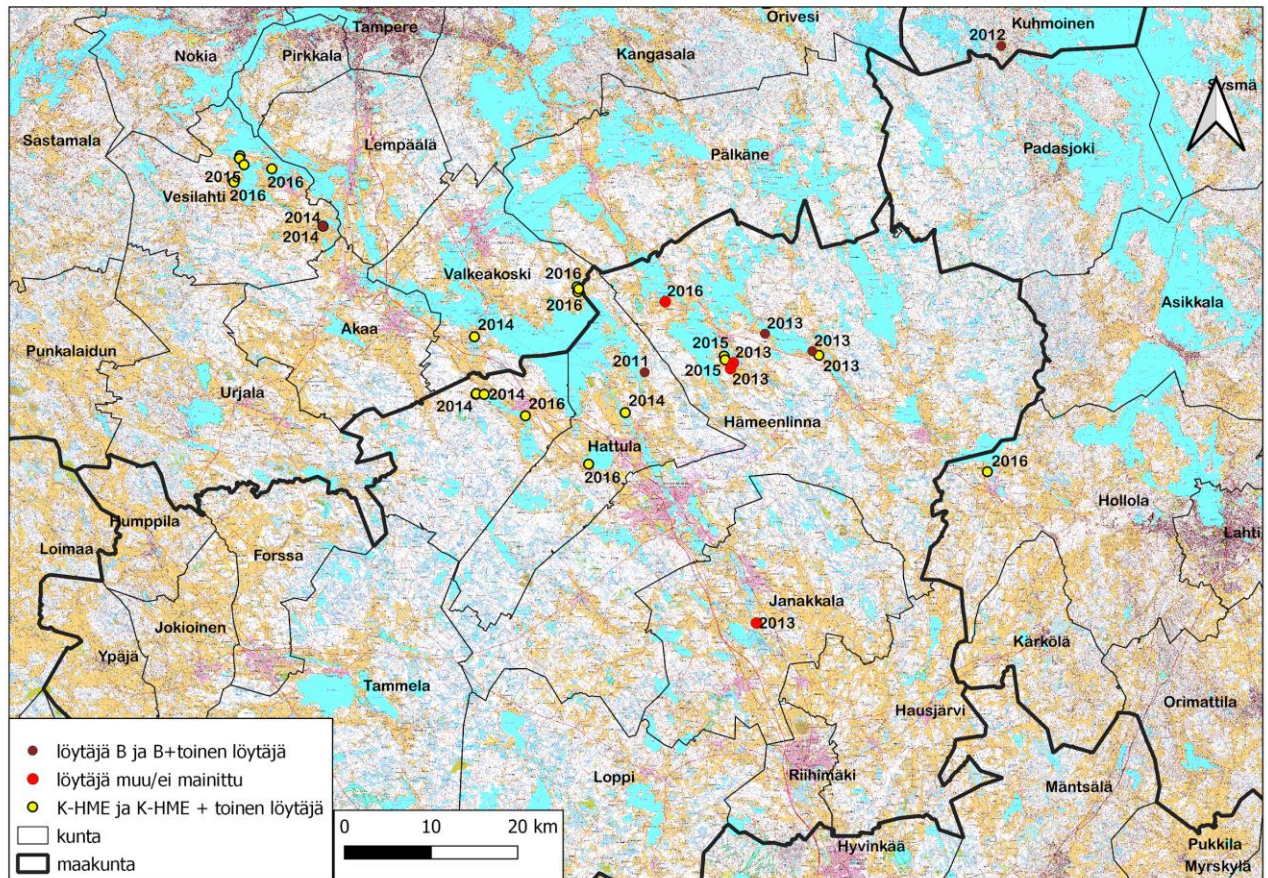 Orivesi
Kuhmoinen
Tampere
2012
Nokia
Pirkkala
Kangasala
Sysmä
Sastamala
Lempäälä
Pälkäne
Padasjoki
2015
2016
Vesilahti
2016
2014
2014
Valkeakoski
2016
2016
2016
Asikkala
Akaa
2014
2013
2015
2013
2013
2013
Punkalaidun
2011
2015
2013
Urjala
2014
2014
2016
2014
Hämeenlinna
Hattula
2016
2016
Hollola
Humppila
Lahti
Loimaa
Forssa
Janakkala
2013
Jokioinen
Kärkölä
Ypäjä
Tammela
Orimattila
Hausjärvi
Loppi
Riihimäki
Mäntsälä
Hyvinkää
Pukkila
Myrskylä
löytäjä B ja B+toinen löytäjä
löytäjä muu/ei mainittu
K-HME ja K-HME + toinen löytäjä
kunta
maakunta
0 10 20 km